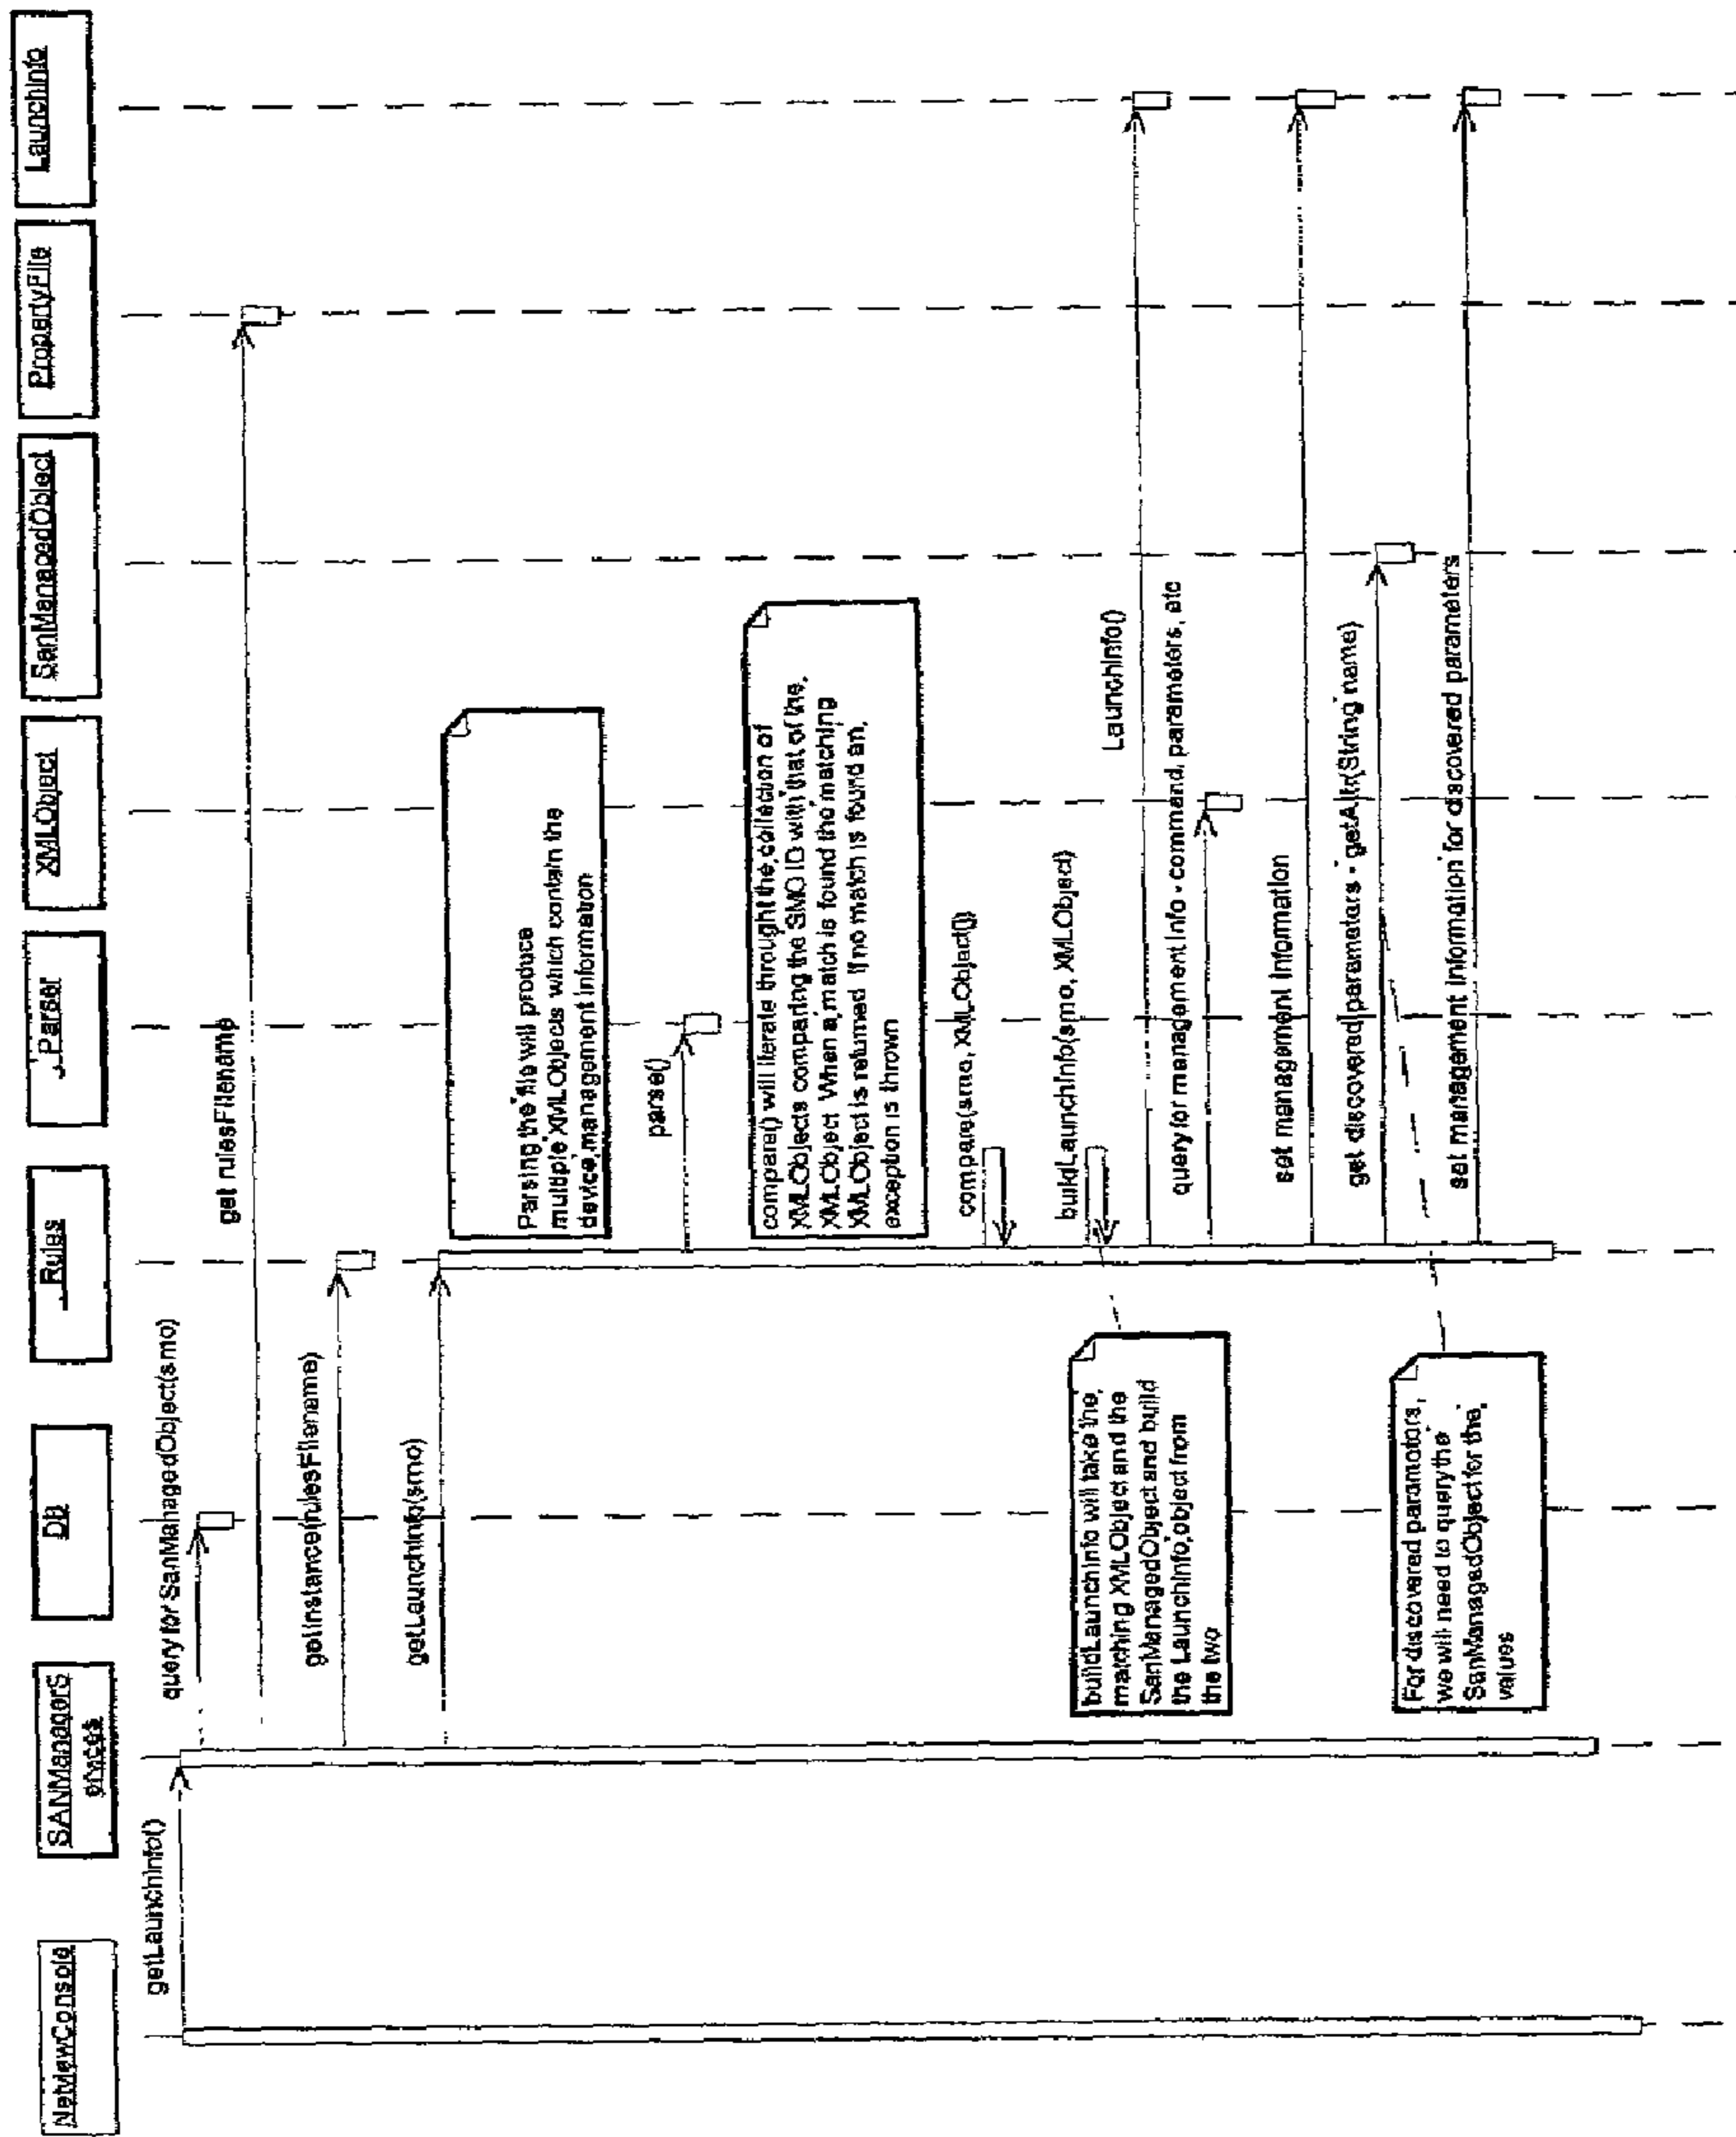 NetviewConsole
SANManagerS
ervices
DB
Rules
Parser
XMLObject
SanManagedObject
PropertyFile
LaunchInfo
getLaunchInfo()
query for SanManagedObject(smo)
get rulesFilename
getInstance(rulesFilename)
getLaunchInfo(smo)
Parsing the file will produce
multiple XMLObjects which contain the
device management information
parse()
compare() will iterate throught the collection of
XMLObjects comparing the SMO ID with that of the
XMLObject When a match is found the matching
XMLObject is returned If no match is found an
exception is thrown
compare(smo, XMLObject[])
buildLaunchInfo(smo, XMLObject)
buildLaunchInfo will take the
matching XMLObject and the
SanManagedObject and build
the LaunchInfo object from
the two
LaunchInfo()
query for management info - command, parameters, etc
set management information
get discovered parameters - getAttr(String name)
For discovered paramotors,
we will need to query the
SanManagedObject for the
values
set management information for discovered parameters